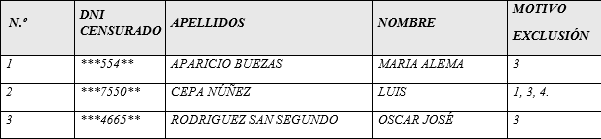 N.º DNI CENSURADO APELLIDOS NOMBRE MOTIVO EXCLUSIÓN
1 ***554** APARICIO BUEZAS MARIA ALEMA 3
2 ***7550** CEPA NÚÑEZ LUIS 1, 3, 4.
3 ***4665** RODRIGUEZ SAN SEGUNDO OSCAR JOSÉ 3